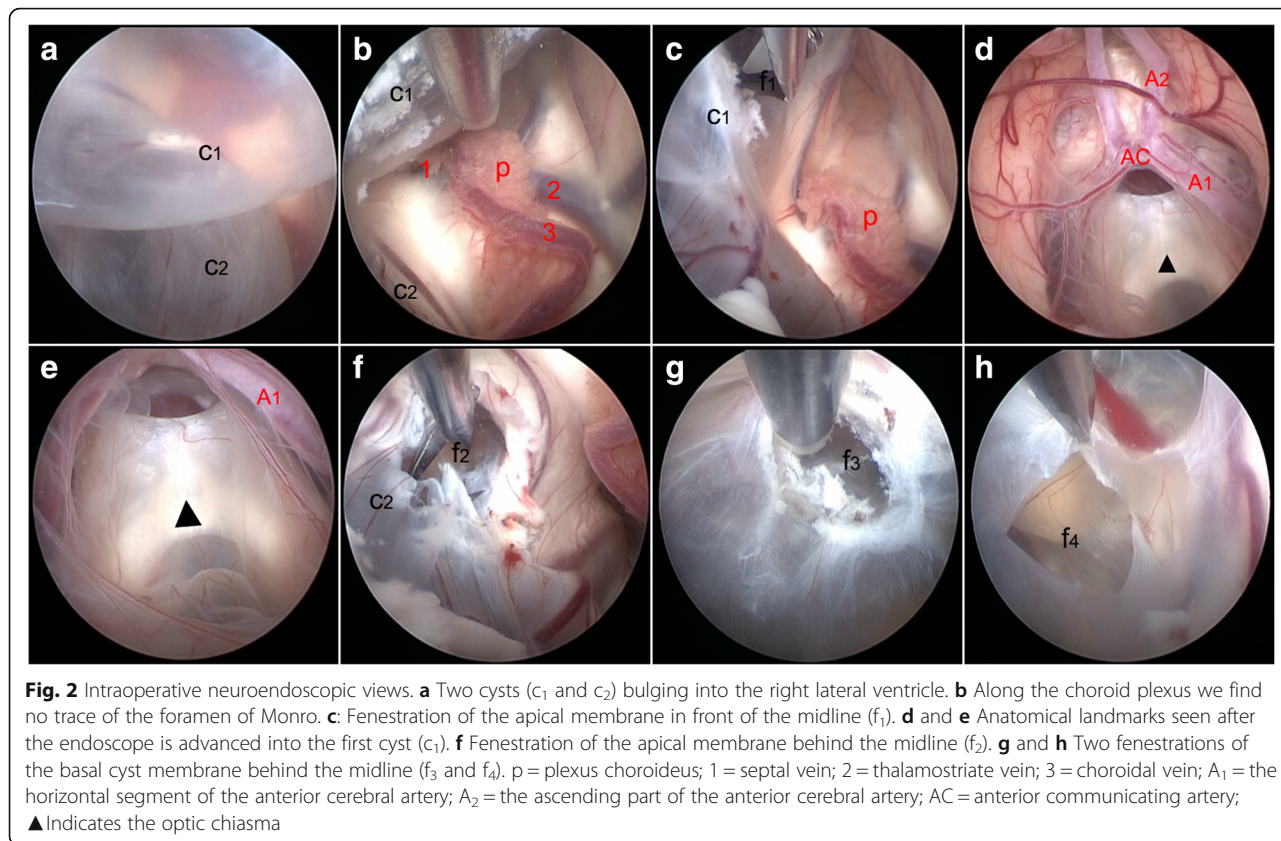 a
c1
c2
b
c1
1
p
2
3
c2
c
f1
c1
p
d
A2
AC
A1
▲
e
A1
▲
f
f2
c2
g
f3
h
f4
Fig. 2 Intraoperative neuroendoscopic views. a Two cysts (c₁ and c₂) bulging into the right lateral ventricle. b Along the choroid plexus we find
no trace of the foramen of Monro. c: Fenestration of the apical membrane in front of the midline (f₁). d and e Anatomical landmarks seen after
the endoscope is advanced into the first cyst (c₁). f Fenestration of the apical membrane behind the midline (f₂). g and h Two fenestrations of
the basal cyst membrane behind the midline (f₃ and f₄). p = plexus choroideus; 1 = septal vein; 2 = thalamostriate vein; 3 = choroidal vein; A₁ = the
horizontal segment of the anterior cerebral artery; A₂ = the ascending part of the anterior cerebral artery; AC = anterior communicating artery;
▲Indicates the optic chiasma